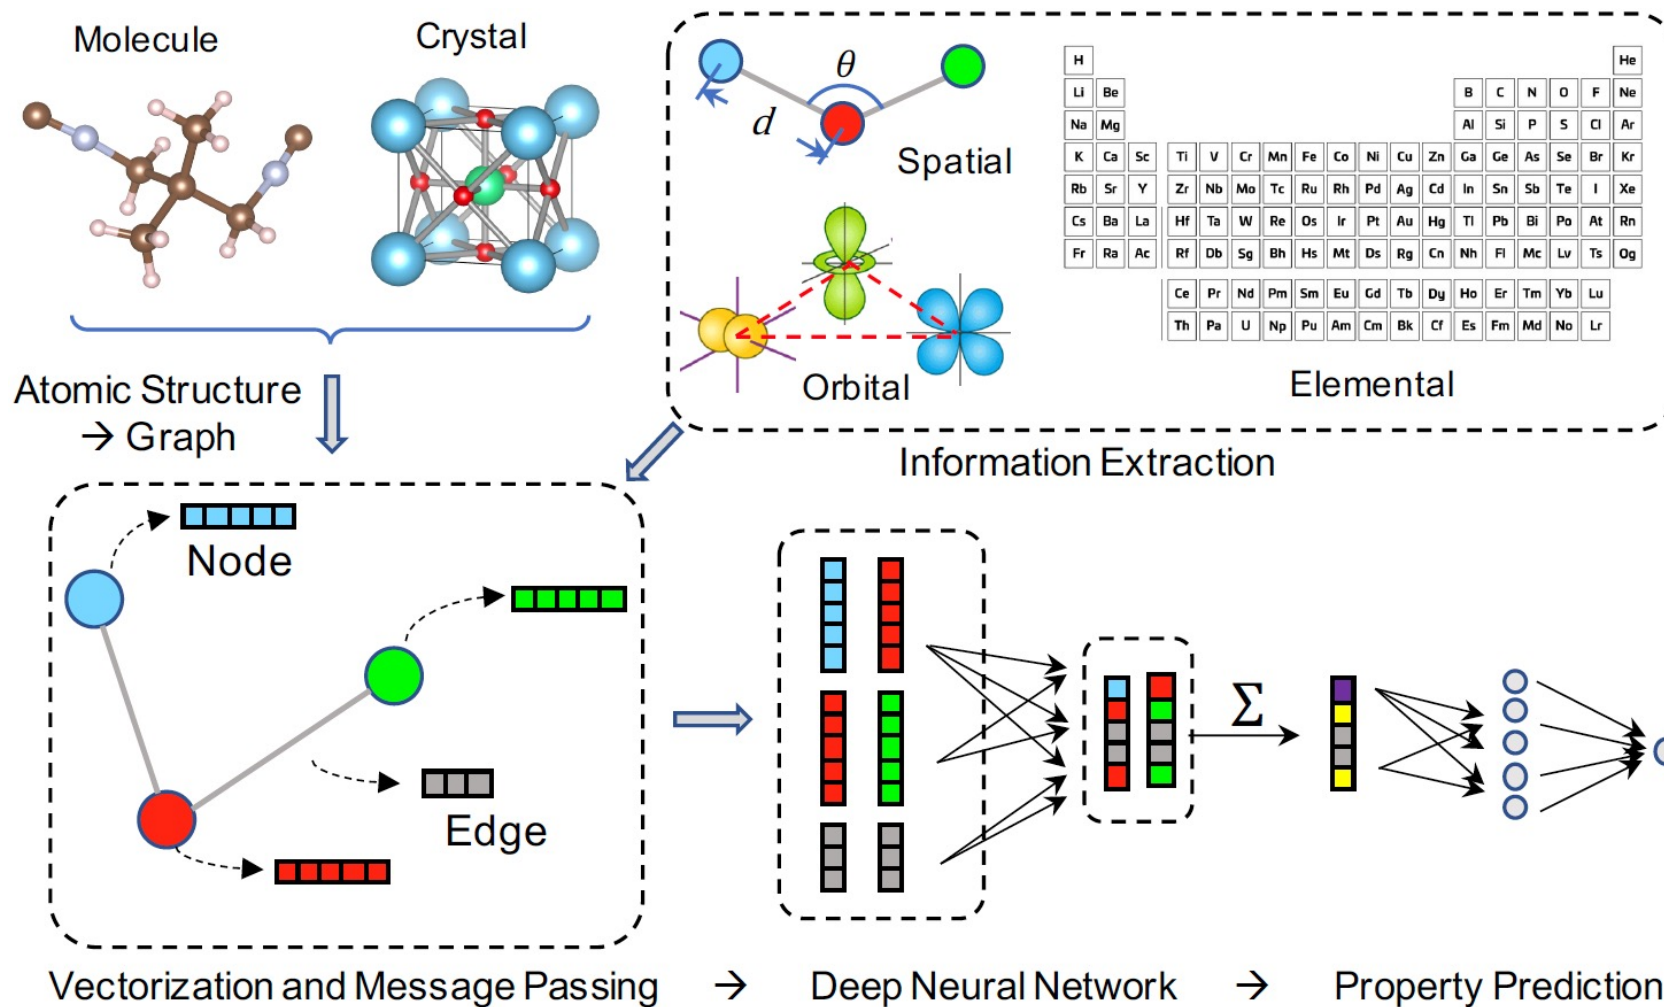 Molecule
Crystal
θ
d
Spatial
Orbital
H He
Li Be B C N O F Ne
Na Mg Al Si P S Cl Ar
K Ca Sc Ti V Cr Mn Fe Co Ni Cu Zn Ga Ge As Se Br Kr
Rb Sr Y Zr Nb Mo Tc Ru Rh Pd Ag Cd In Sn Sb Te I Xe
Cs Ba La Hf Ta W Re Os Ir Pt Au Hg Tl Pb Bi Po At Rn
Fr Ra Ac Rf Db Sg Bh Hs Mt Ds Rg Cn Nh Fl Mc Lv Ts Og
Ce Pr Nd Pm Sm Eu Gd Tb Dy Ho Er Tm Yb Lu
Th Pa U Np Pu Am Cm Bk Cf Es Fm Md No Lr
Elemental
Atomic Structure
→ Graph
Information Extraction
Node
Edge
Σ
Vectorization and Message Passing → Deep Neural Network → Property Prediction